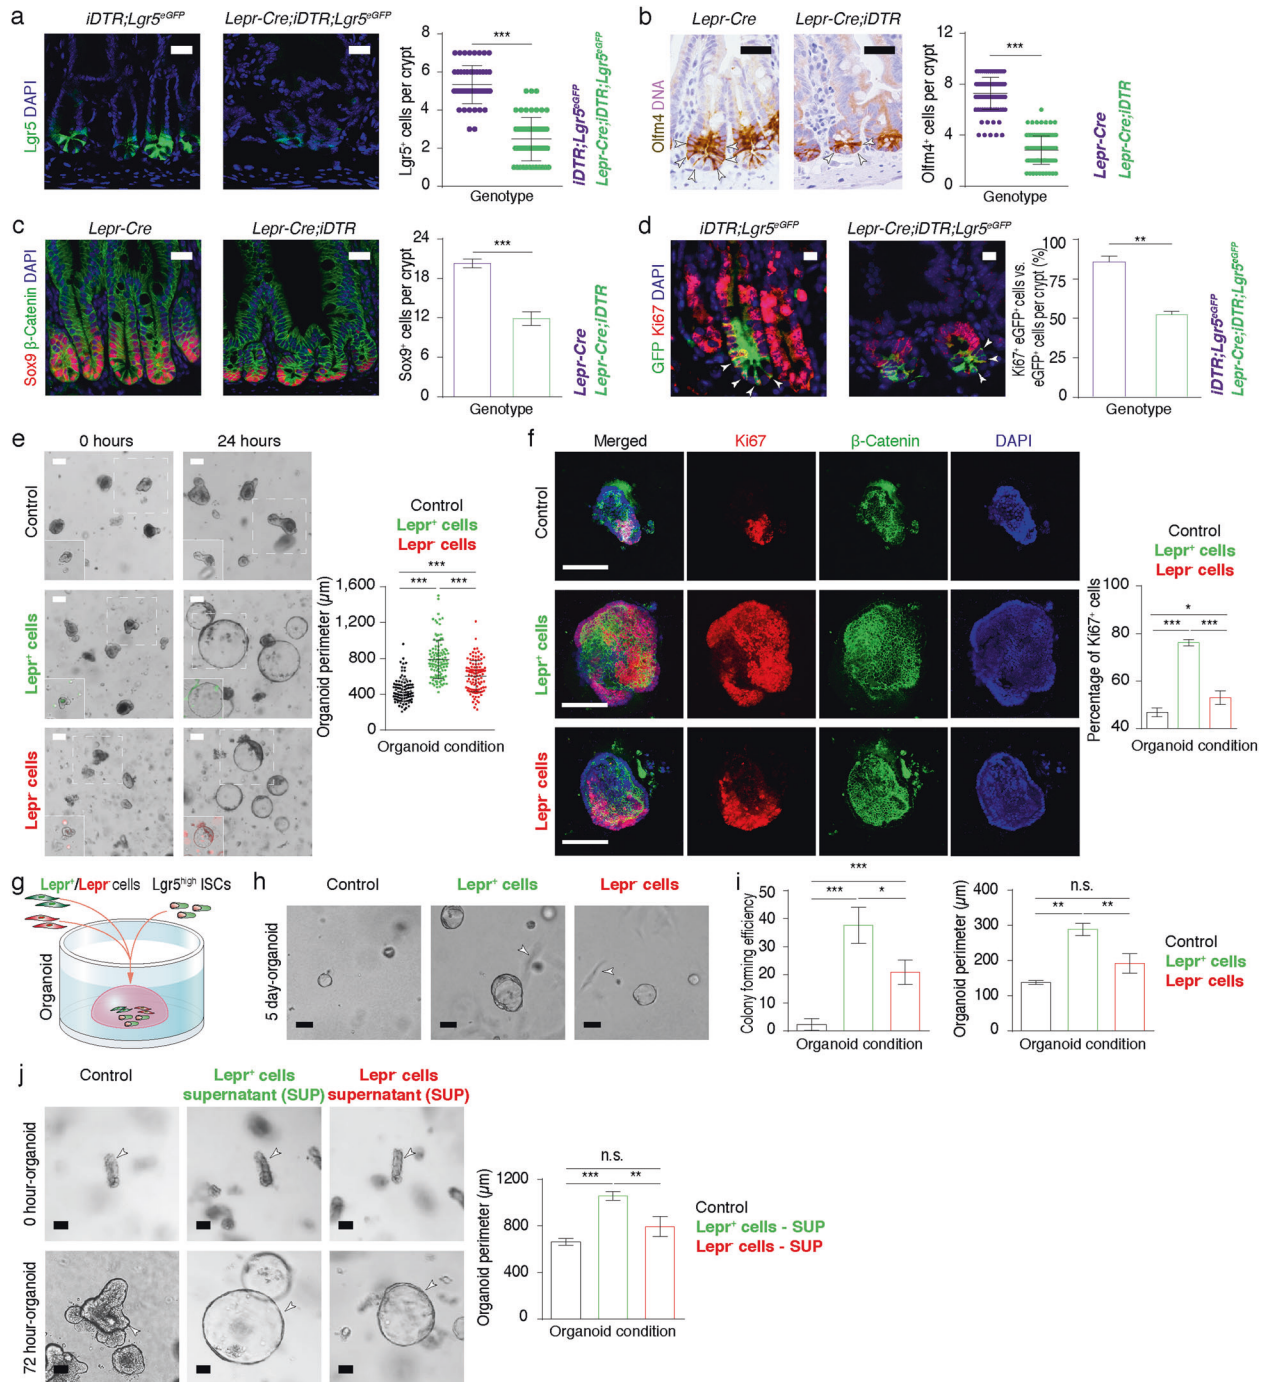 a
iDTR;Lgr5eGFP
Lepr-Cre;iDTR;Lgr5eGFP
Lgr5 DAPI
Lgr5+ cells per crypt
8
6
4
2
0
***
Genotype
iDTR;Lgr5eGFP
Lepr-Cre;iDTR;Lgr5eGFP
b
Lepr-Cre
Lepr-Cre;iDTR
Olfm4 DNA
Olfm4+ cells per crypt
12
8
4
0
***
Genotype
Lepr-Cre
Lepr-Cre;iDTR
c
Lepr-Cre
Lepr-Cre;iDTR
Sox9 β-Catenin DAPI
Sox9+ cells per crypt
24
18
12
6
0
***
Genotype
Lepr-Cre
Lepr-Cre;iDTR
d
iDTR;Lgr5eGFP
Lepr-Cre;iDTR;Lgr5eGFP
GFP Ki67 DAPI
Ki67+ eGFP+cells vs.
eGFP+ cells per crypt (%)
100
75
50
25
0
**
Genotype
iDTR;Lgr5eGFP
Lepr-Cre;iDTR;Lgr5eGFP
e
0 hours
24 hours
Control
Lepr+ cells
Lepr- cells
Control
Lepr+ cells
Lepr- cells
***
*** ***
Organoid perimeter (µm)
1,600
1,200
800
400
0
Organoid condition
f
Merged
Ki67
β-Catenin
DAPI
Control
Lepr+ cells
Lepr- cells
Control
Lepr+ cells
Lepr- cells
Percentage of Ki67+ cells
100
80
60
40
*
*** ***
Organoid condition
g
Lepr+/Lepr- cells
Lgr5high ISCs
Organoid
h
Control
Lepr+ cells
Lepr- cells
5 day-organoid
i
Colony forming efficiency
50
40
30
20
10
0
***
*** *
Organoid condition
Organoid perimeter (µm)
400
300
200
100
0
n.s.
** **
Organoid condition
Control
Lepr+ cells
Lepr- cells
j
Control
Lepr+ cells
supernatant (SUP)
Lepr- cells
supernatant (SUP)
0 hour-organoid
72 hour-organoid
Organoid perimeter (µm)
1200
800
400
0
n.s.
*** **
Organoid condition
Control
Lepr+ cells - SUP
Lepr- cells - SUP